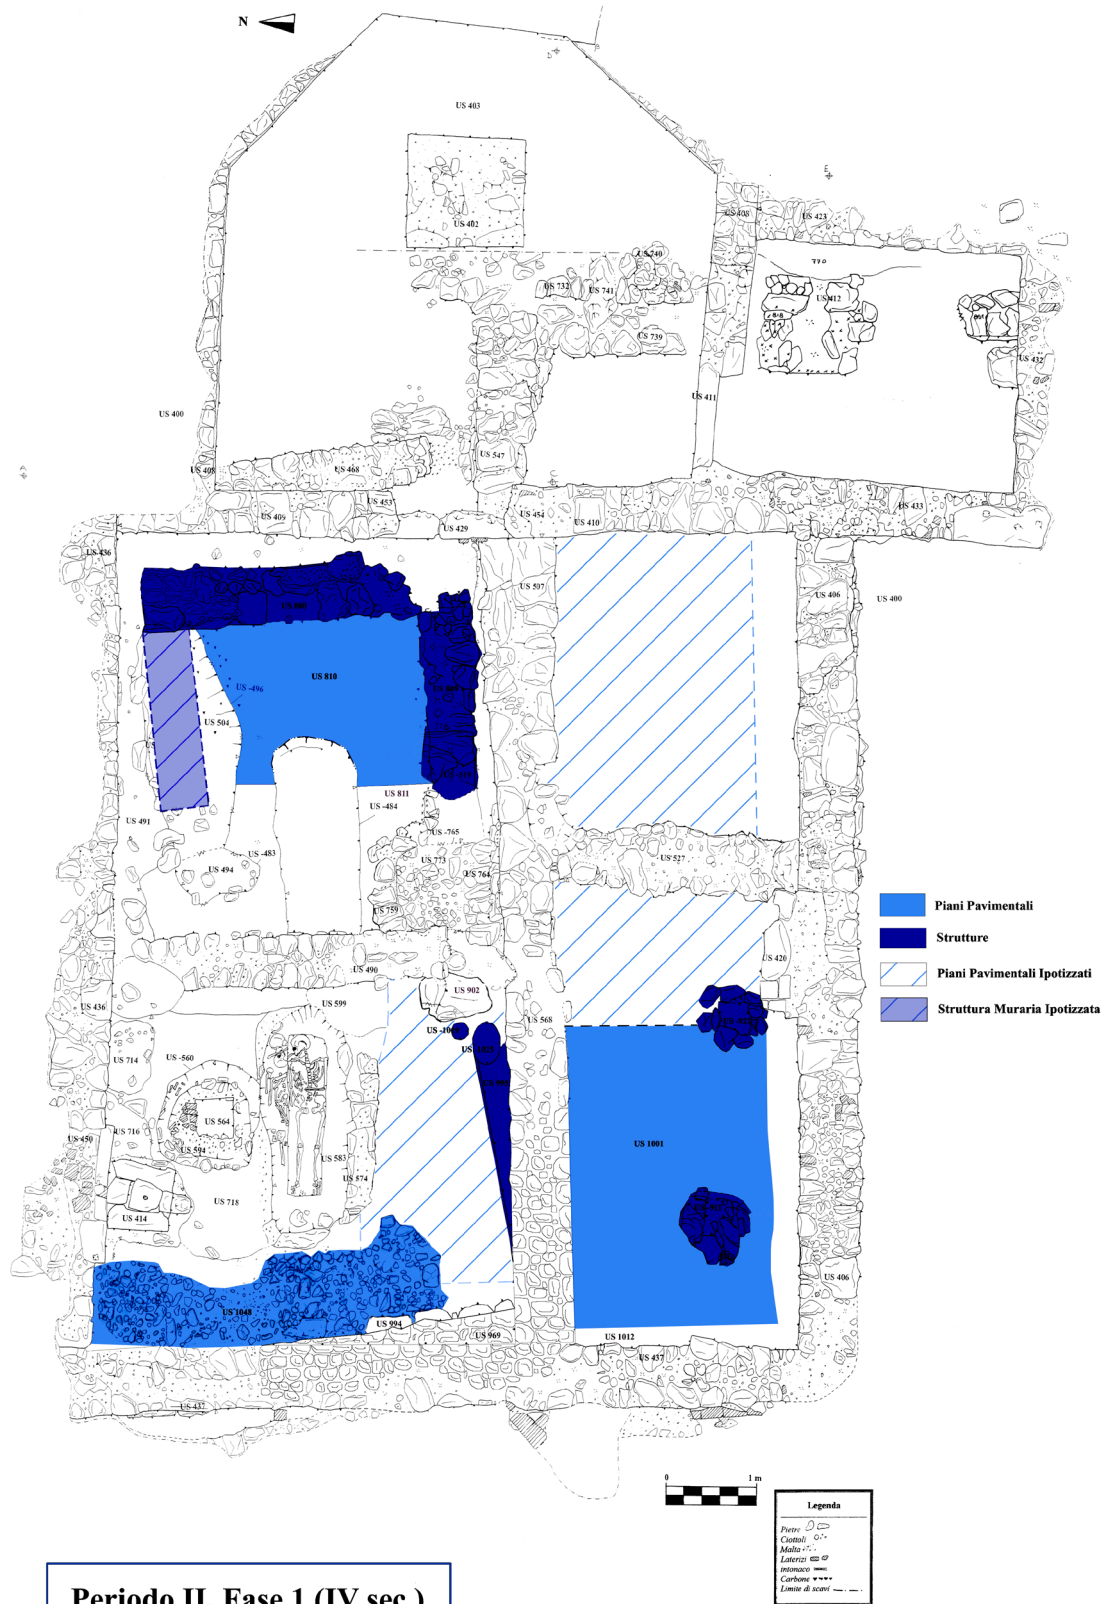 N
D
B
US 403
E
US 402
US 408
US 423
US 740
770
US 732
US 741
US 412
US 739
US 432
US 411
US 400
A
US 408
US 468
US 547
C
US 453
US 409
US 454
US 410
US 433
US 429
US 436
US 507
US 406
US 400
US 810
US -496
US 504
US 811
US -484
US 491
US -765
US -483
US 773
US 527
US 494
US 764
US 759
Piani Pavimentali
Strutture
US 420
US 490
Piani Pavimentali Ipotizzati
US 902
US 436
US 599
Struttura Muraria Ipotizzata
US 568
US 714
US -560
US 564
US 716
US 450
US 1001
US 594
US 583
US 574
US 718
US 414
US 406
US 1048
US 994
US 969
US 1012
US 437
US 437
0 1 m
Legenda
Pietre
Ciottoli
Malta
Laterizi
intonaco
Carbone
Limite di scavi
Periodo II, Fase 1 (IV sec.)